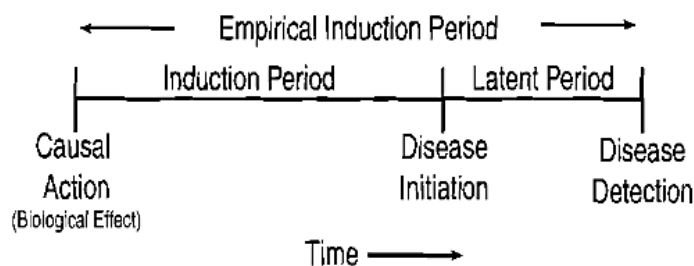 Empirical Induction Period
Induction Period
Latent Period
Causal
Action
(Biological Effect)
Disease
Initiation
Disease
Detection
Time